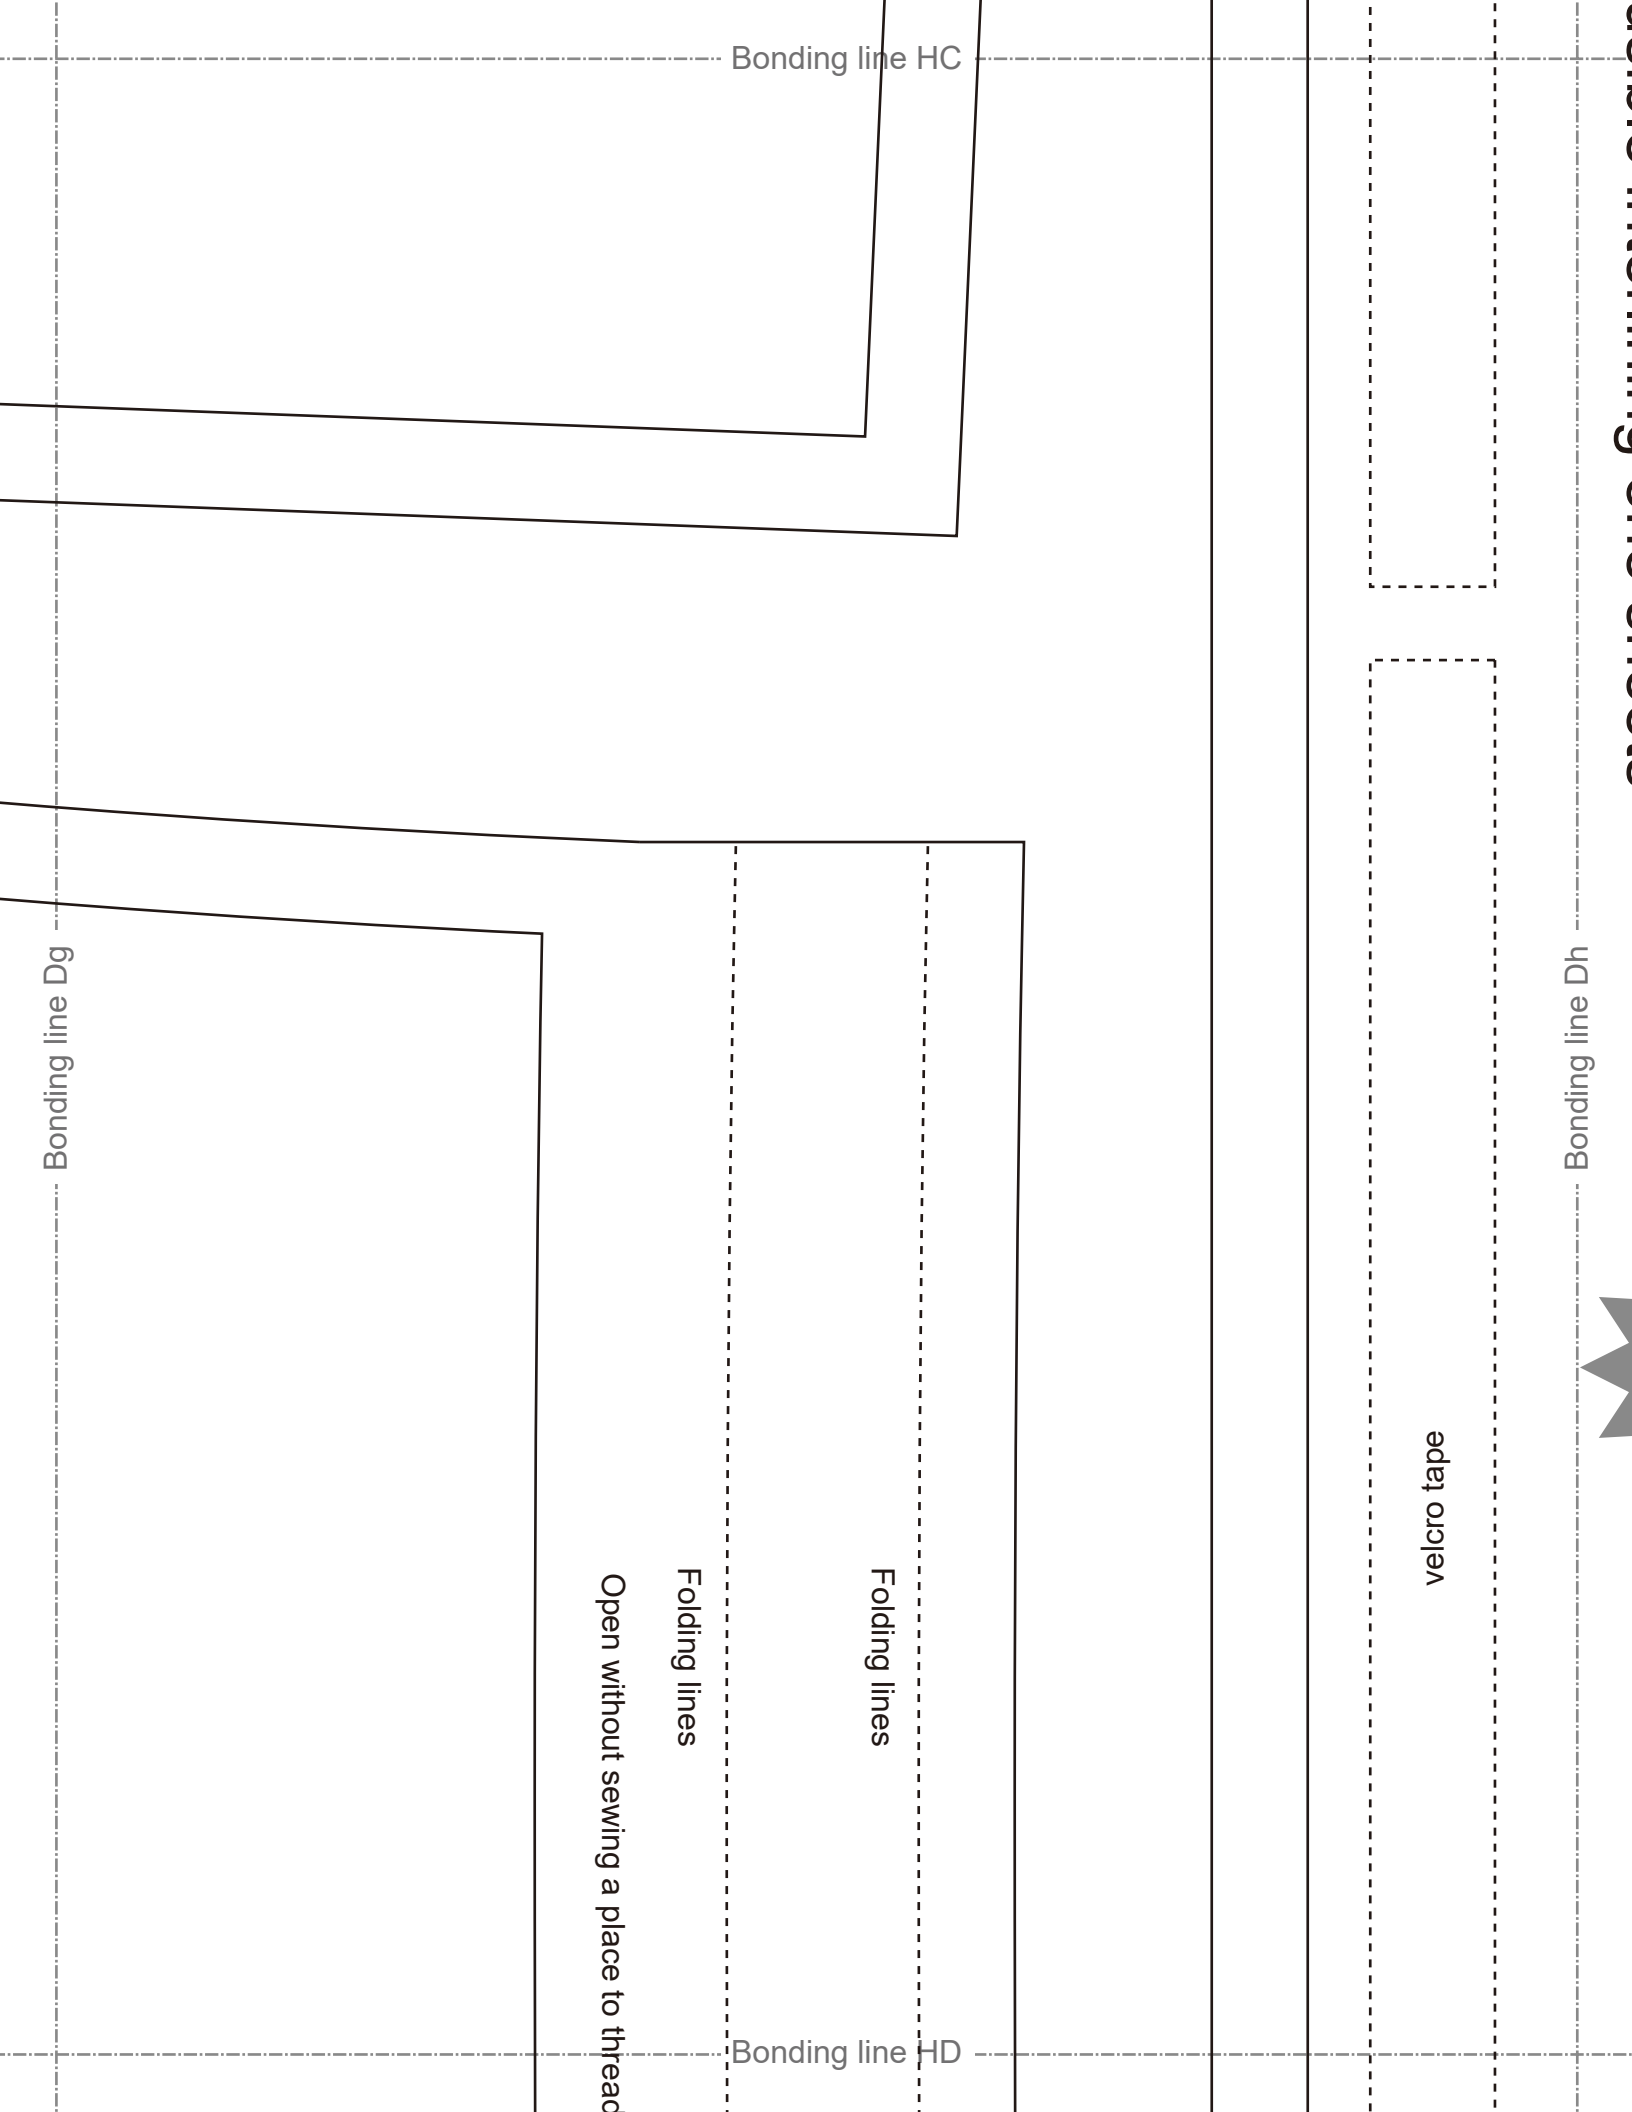 Bonding line HC
Bonding line Dg
Bonding line Dh
velcro tape
Folding lines
Folding lines
Open without sewing a place to thread
Bonding line HD